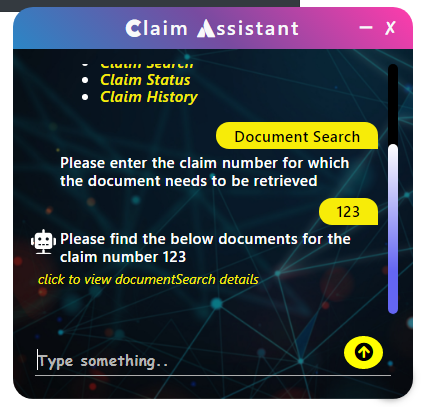 Claim Assistant
– X
Claim Search
Claim Status
Claim History
Document Search
Please enter the claim number for which
the document needs to be retrieved
123
Please find the below documents for the
claim number 123
click to view documentSearch details
Type something..